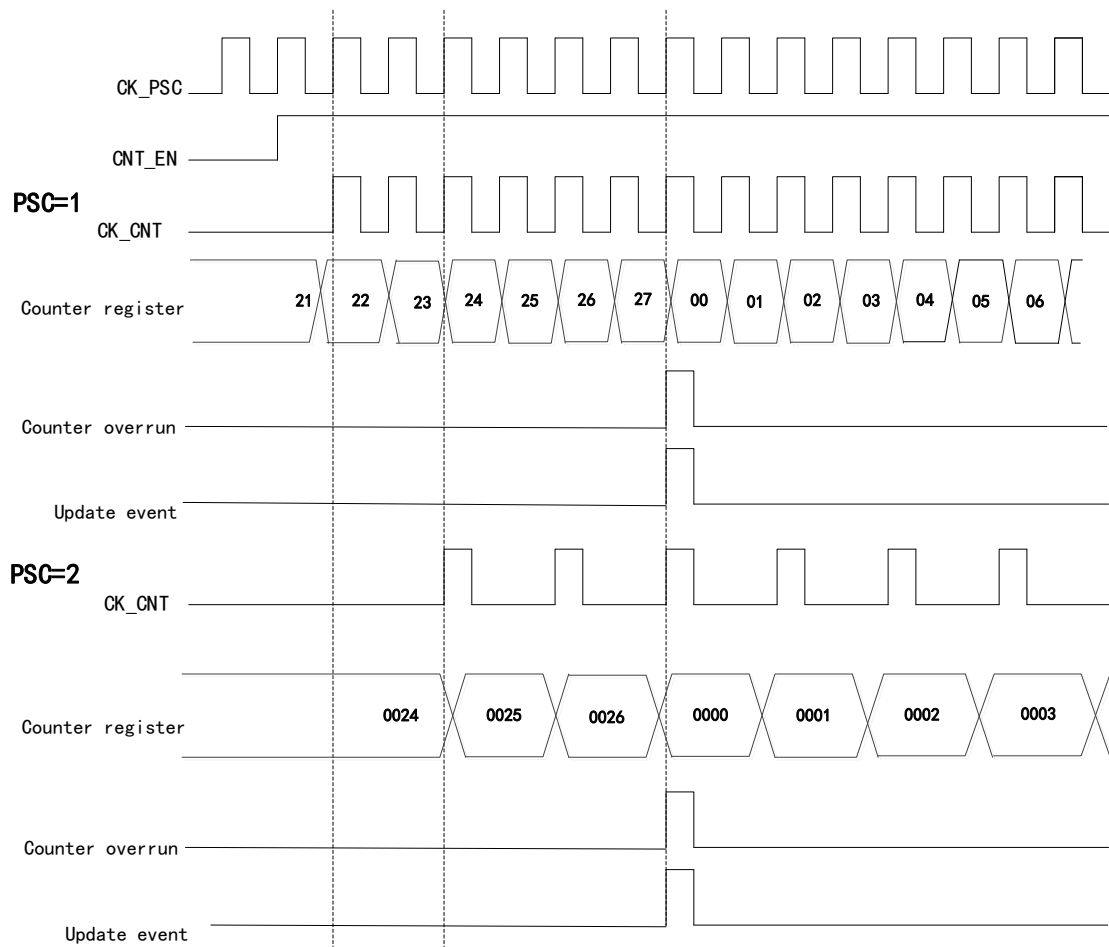 CK_PSC
CNT_EN
PSC=1
CK_CNT
Counter register 21 22 23 24 25 26 27 00 01 02 03 04 05 06
Counter overrun
Update event
PSC=2
CK_CNT
Counter register 0024 0025 0026 0000 0001 0002 0003
Counter overrun
Update event